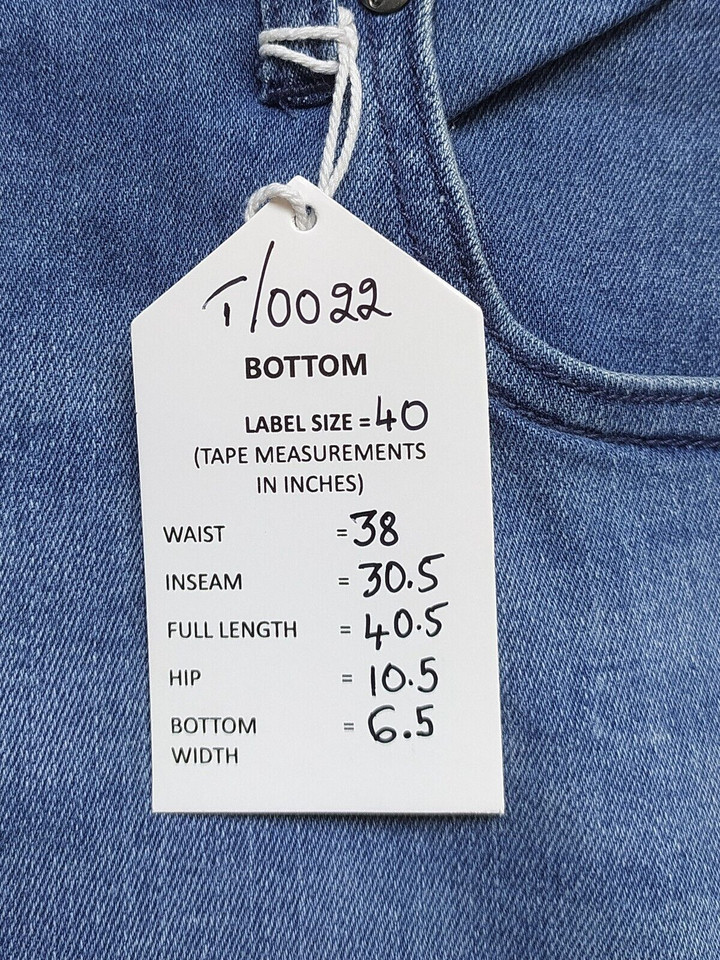 T/0022
BOTTOM
LABEL SIZE = 40
(TAPE MEASUREMENTS
IN INCHES)
WAIST = 38
INSEAM = 30.5
FULL LENGTH = 40.5
HIP = 10.5
BOTTOM = 6.5
WIDTH